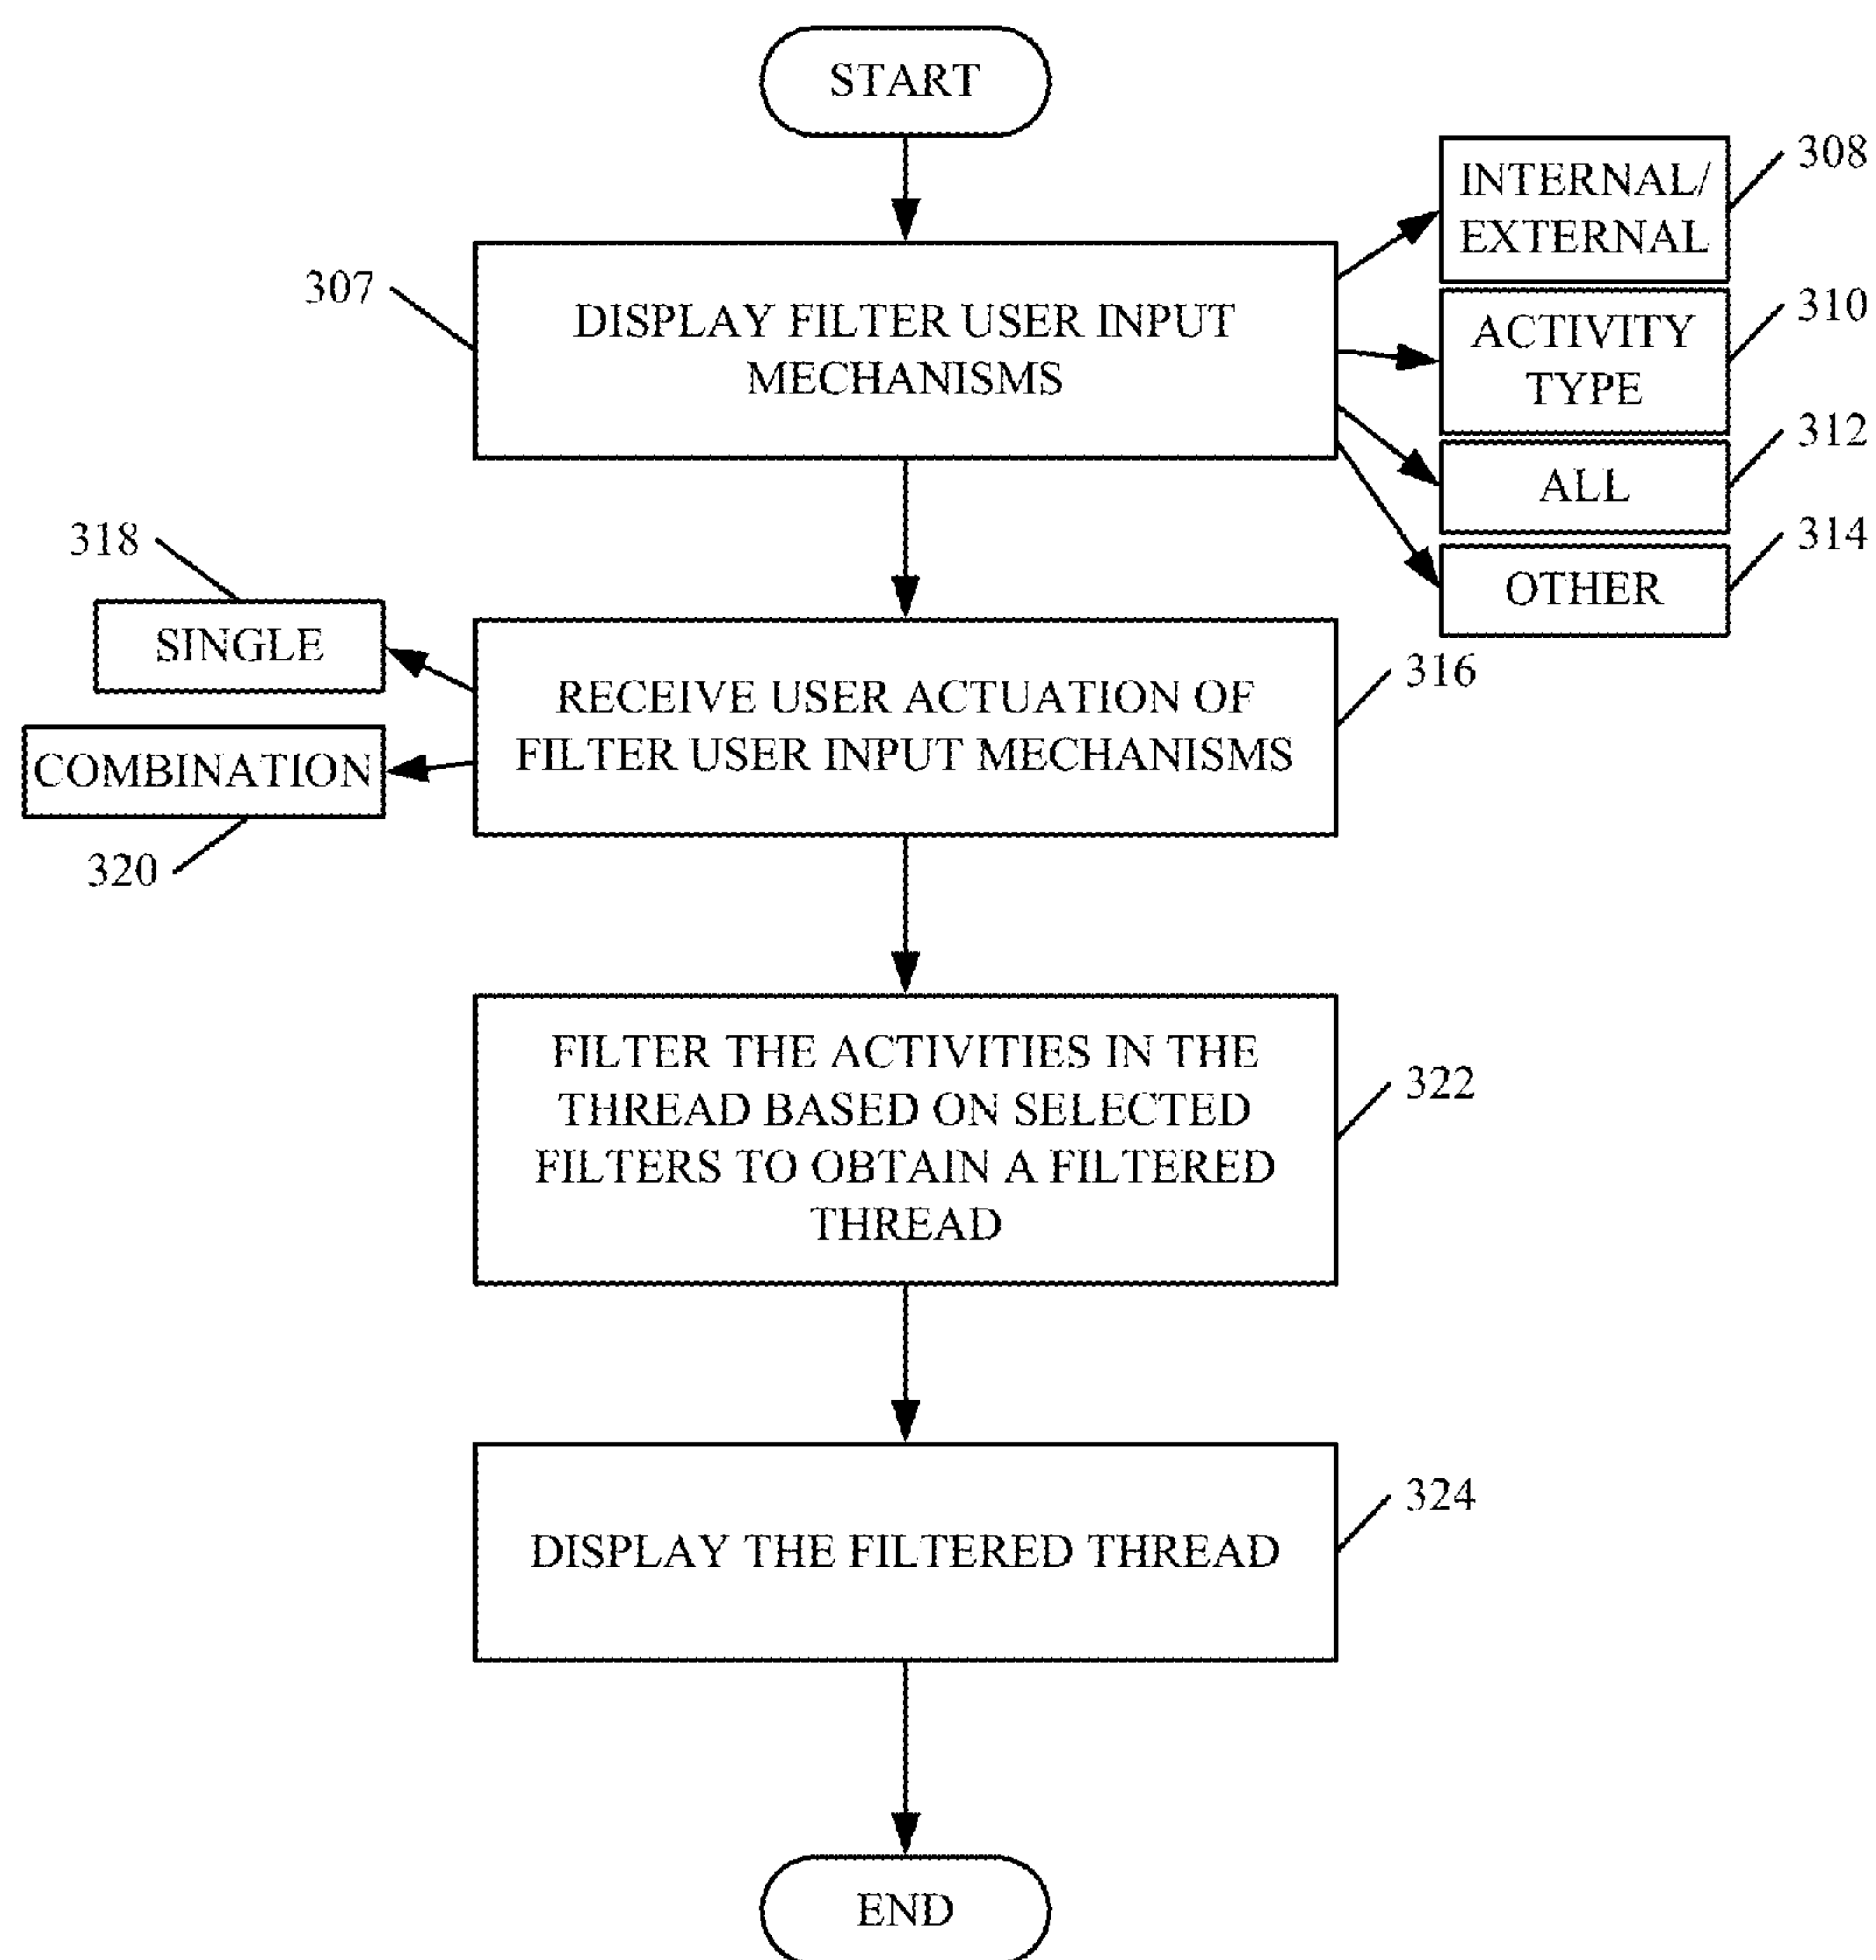 START
308
INTERNAL/
EXTERNAL
307
DISPLAY FILTER USER INPUT
MECHANISMS
310
ACTIVITY
TYPE
312
ALL
314
OTHER
318
SINGLE
316
RECEIVE USER ACTUATION OF
FILTER USER INPUT MECHANISMS
COMBINATION
320
FILTER THE ACTIVITIES IN THE
THREAD BASED ON SELECTED
FILTERS TO OBTAIN A FILTERED
THREAD
322
324
DISPLAY THE FILTERED THREAD
END